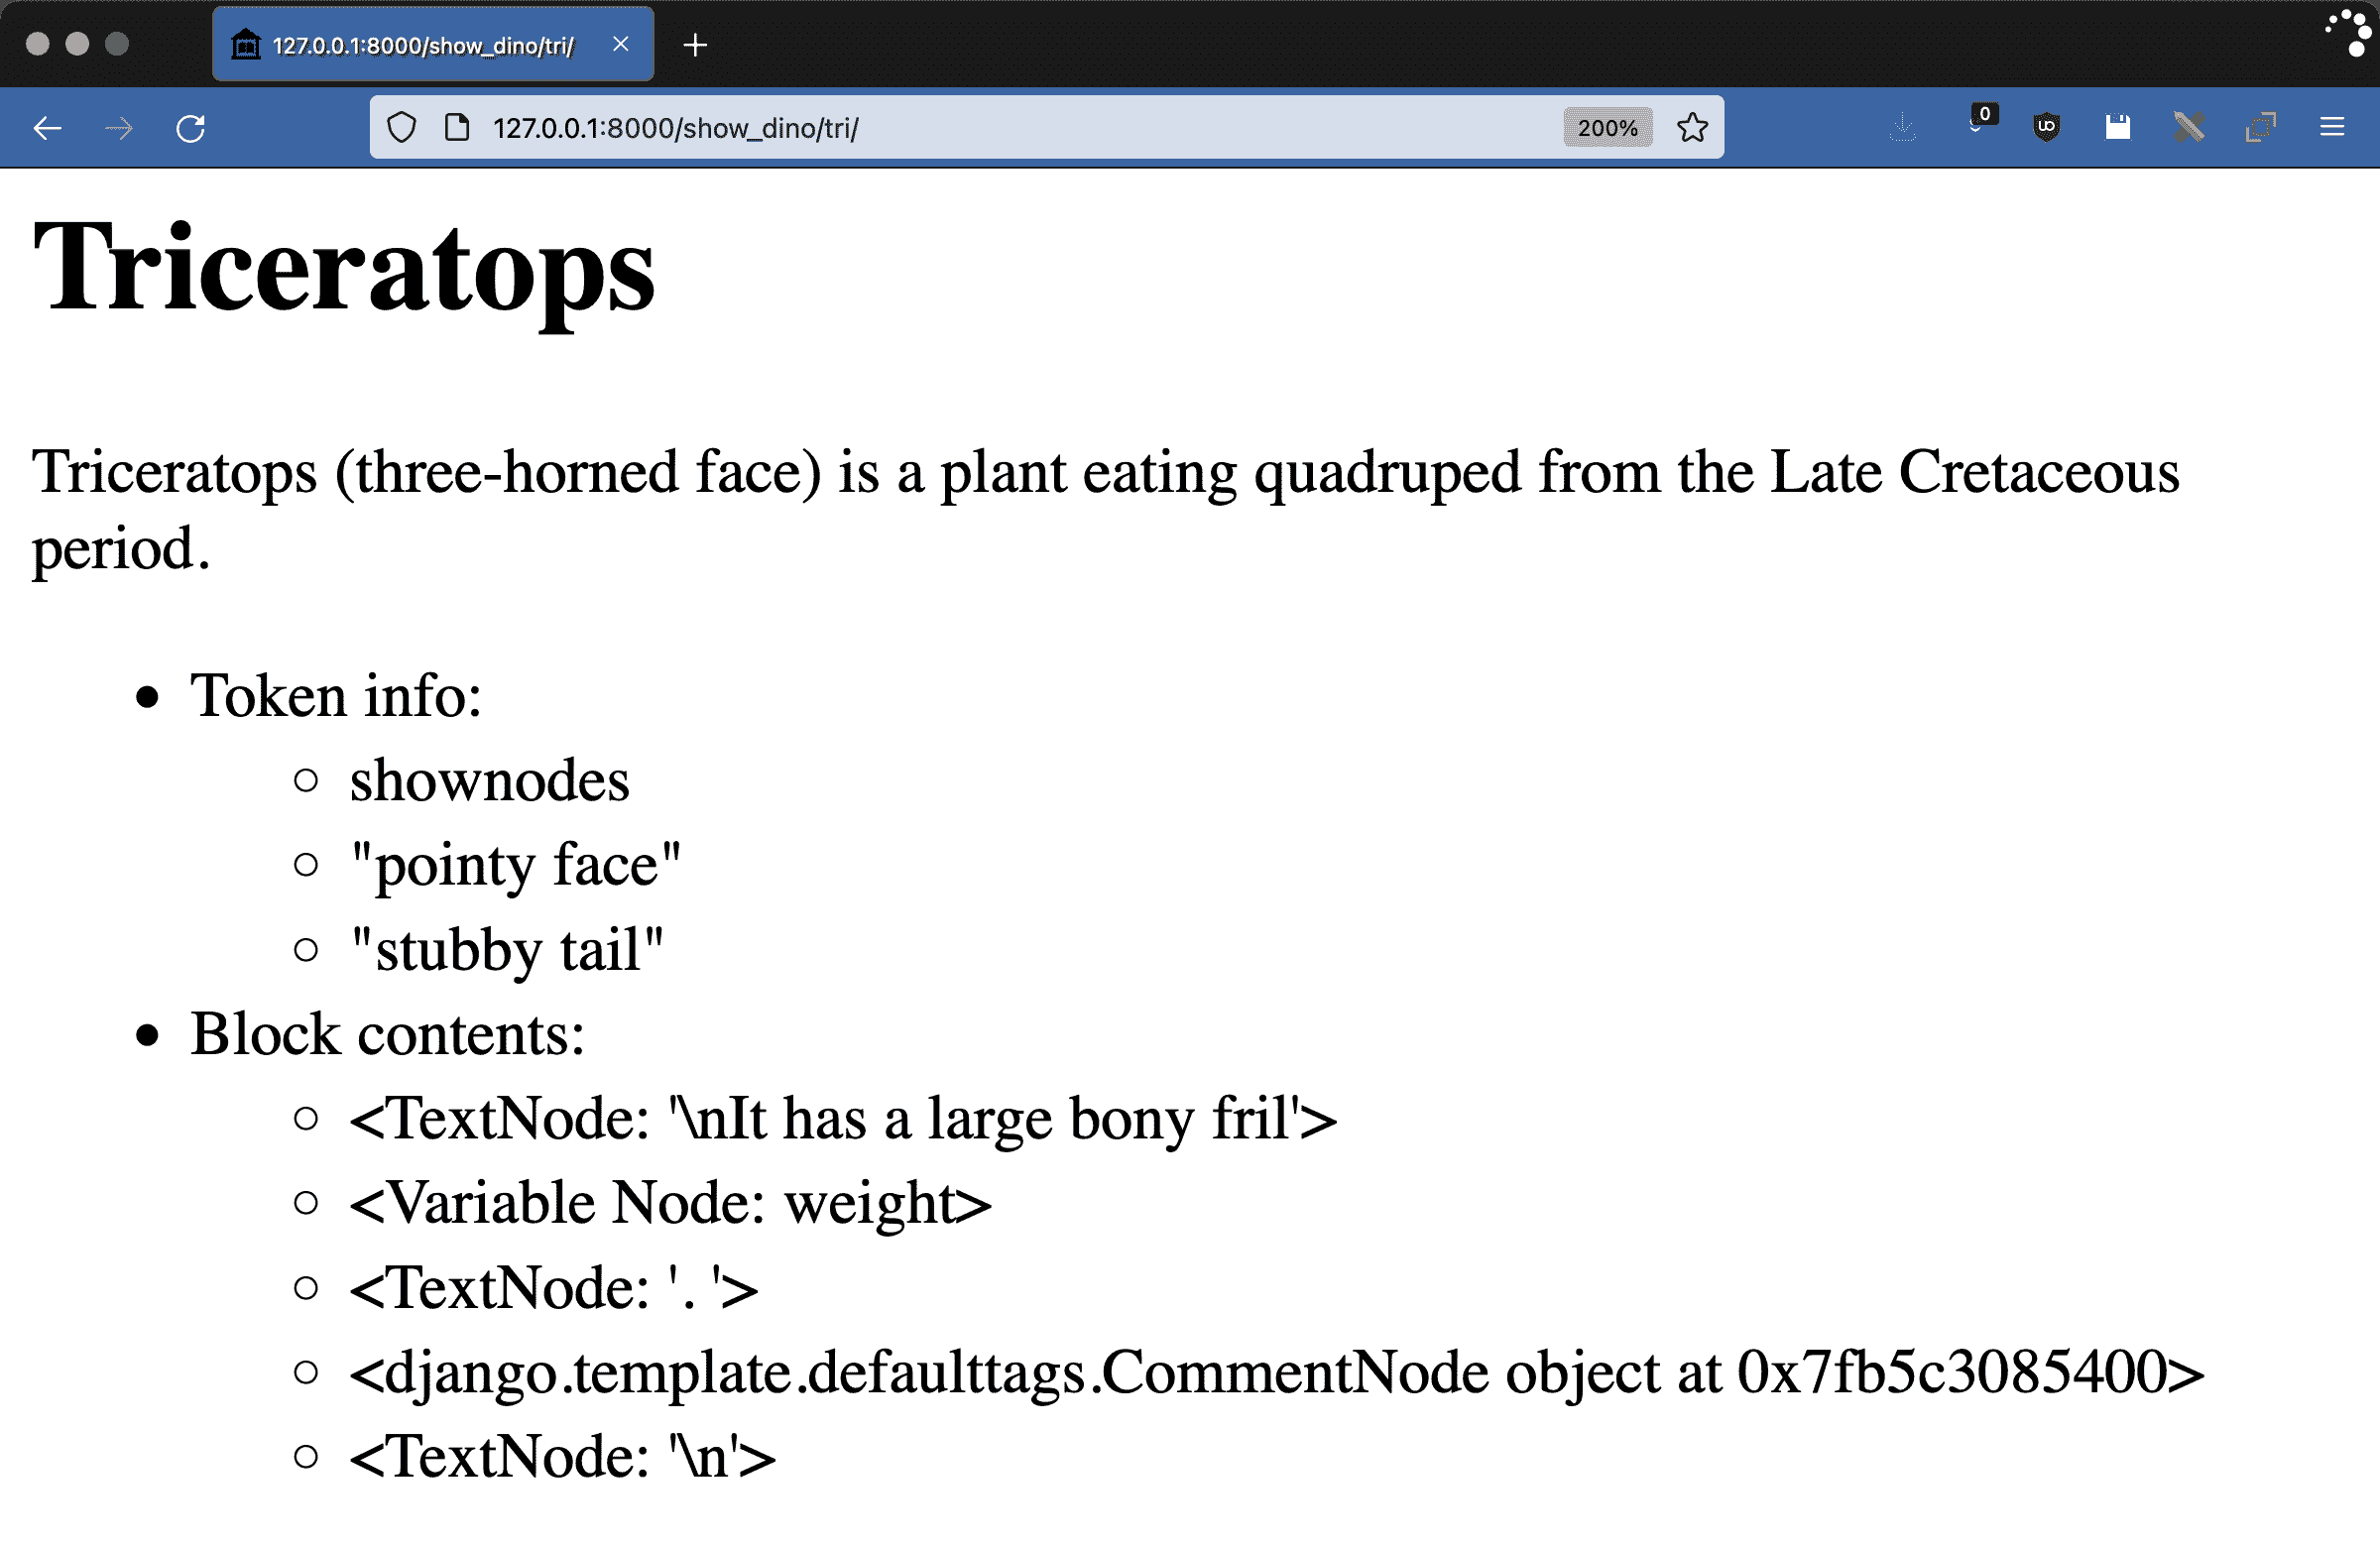 127.0.0.1:8000/show_dino/tri/
127.0.0.1:8000/show_dino/tri/
200%
0
Triceratops
Triceratops (three-horned face) is a plant eating quadruped from the Late Cretaceous
period.
Token info:
shownodes
"pointy face"
"stubby tail"
Block contents:
<TextNode: '\nIt has a large bony fril'>
<Variable Node: weight>
<TextNode: '. '>
<django.template.defaulttags.CommentNode object at 0x7fb5c3085400>
<TextNode: '\n'>